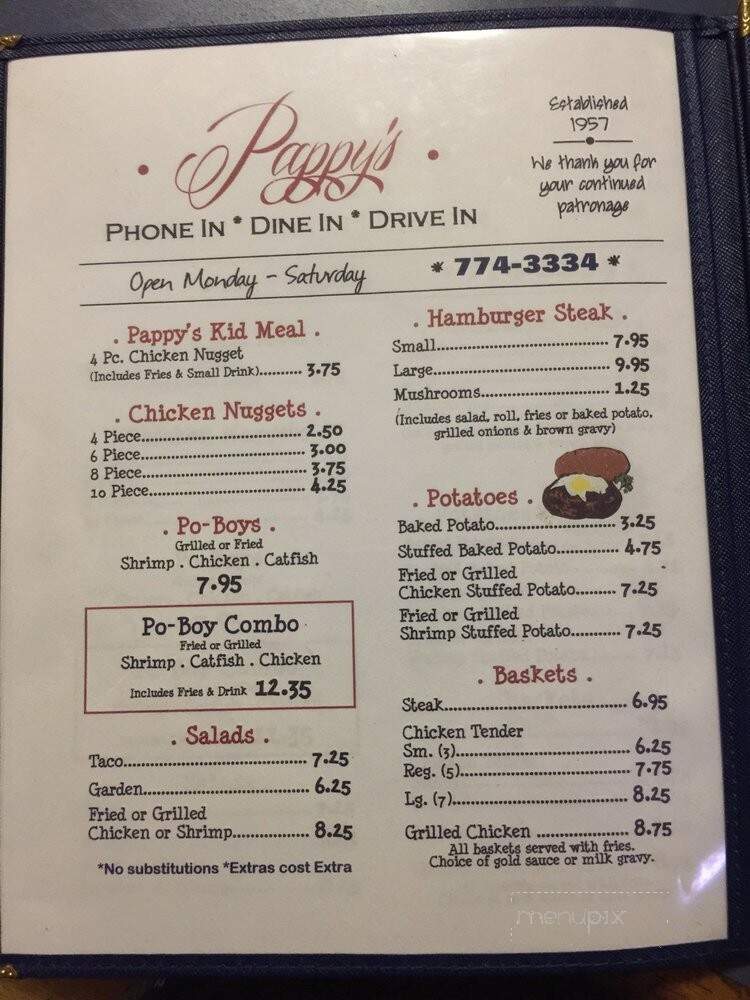 Pappy's
Established
1957
We thank you for
your continued
patronage
Phone In * Dine In * Drive In
Open Monday - Saturday
* 774-3334 *
. Pappy's Kid Meal .
4 Pc. Chicken Nugget
(Includes Fries & Small Drink).......... 3.75
. Chicken Nuggets .
4 Piece................................ 2.50
6 Piece................................ 3.00
8 Piece................................ 3.75
10 Piece............................... 4.25
. Po-Boys .
Grilled or Fried
Shrimp . Chicken . Catfish
7.95
Po-Boy Combo
Fried or Grilled
Shrimp . Catfish . Chicken
Includes Fries & Drink 12.35
. Salads .
Taco..................................... 7.25
Garden................................. 6.25
Fried or Grilled
Chicken or Shrimp............... 8.25
*No substitutions *Extras cost Extra
. Hamburger Steak .
Small................................... 7.95
Large................................... 9.95
Mushrooms.......................... 1.25
(Includes salad, roll, fries or baked potato,
grilled onions & brown gravy)
. Potatoes .
Baked Potato........................ 3.25
Stuffed Baked Potato............. 4.75
Fried or Grilled
Chicken Stuffed Potato.......... 7.25
Fried or Grilled
Shrimp Stuffed Potato............ 7.25
. Baskets .
Steak.................................... 6.95
Chicken Tender
Sm. (3)................................... 6.25
Reg. (5).................................. 7.75
Lg. (7)................................... 8.25
Grilled Chicken .................... 8.75
All baskets served with fries.
Choice of gold sauce or milk gravy.
menupix